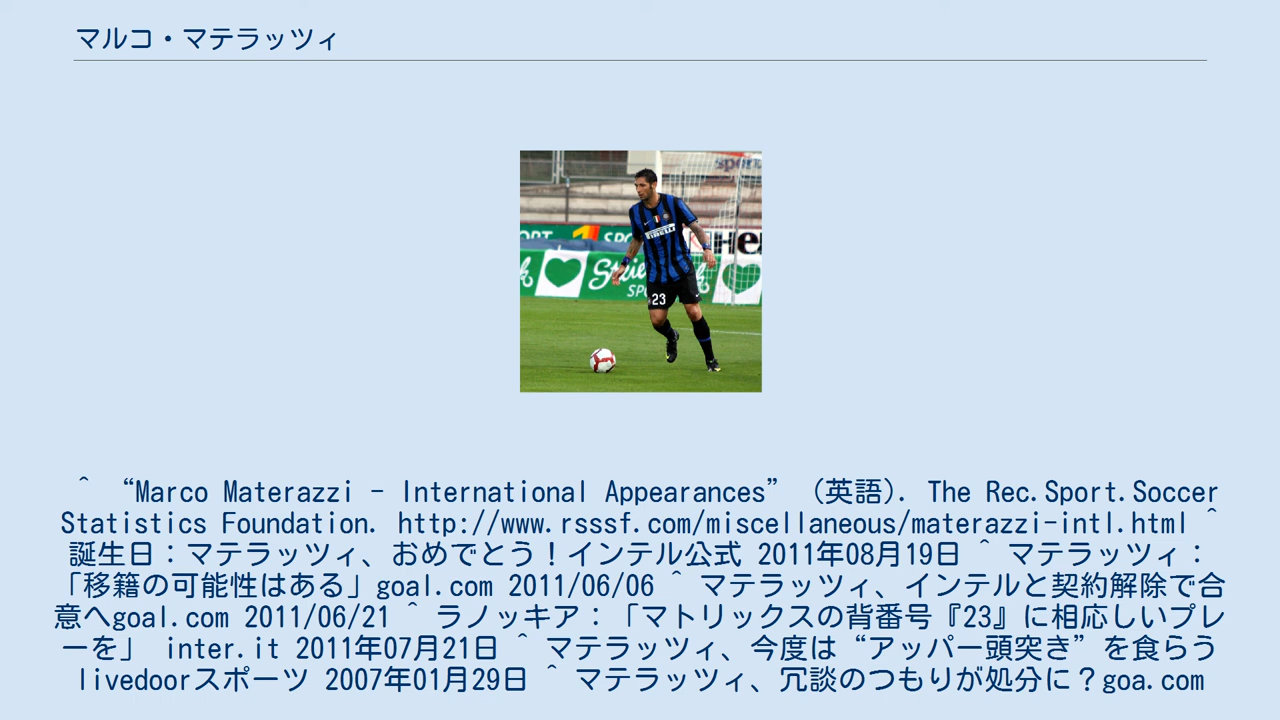 マルコ・マテラッツィ
sport
ORT 1 SPO
He
SPO
PIRELLI
23
^ “Marco Materazzi - International Appearances” (英語). The Rec.Sport.Soccer
Statistics Foundation. http://www.rsssf.com/miscellaneous/materazzi-intl.html ^
誕生日：マテラッツィ、おめでとう！インテル公式 2011年08月19日 ^ マテラッツィ：
「移籍の可能性はある」goal.com 2011/06/06 ^ マテラッツィ、インテルと契約解除で合
意へgoal.com 2011/06/21 ^ ラノッキア：「マトリックスの背番号『23』に相応しいプレ
ーを」 inter.it 2011年07月21日 ^ マテラッツィ、今度は“アッパー頭突き”を食らう
livedoorスポーツ 2007年01月29日 ^ マテラッツィ、冗談のつもりが処分に？goa.com